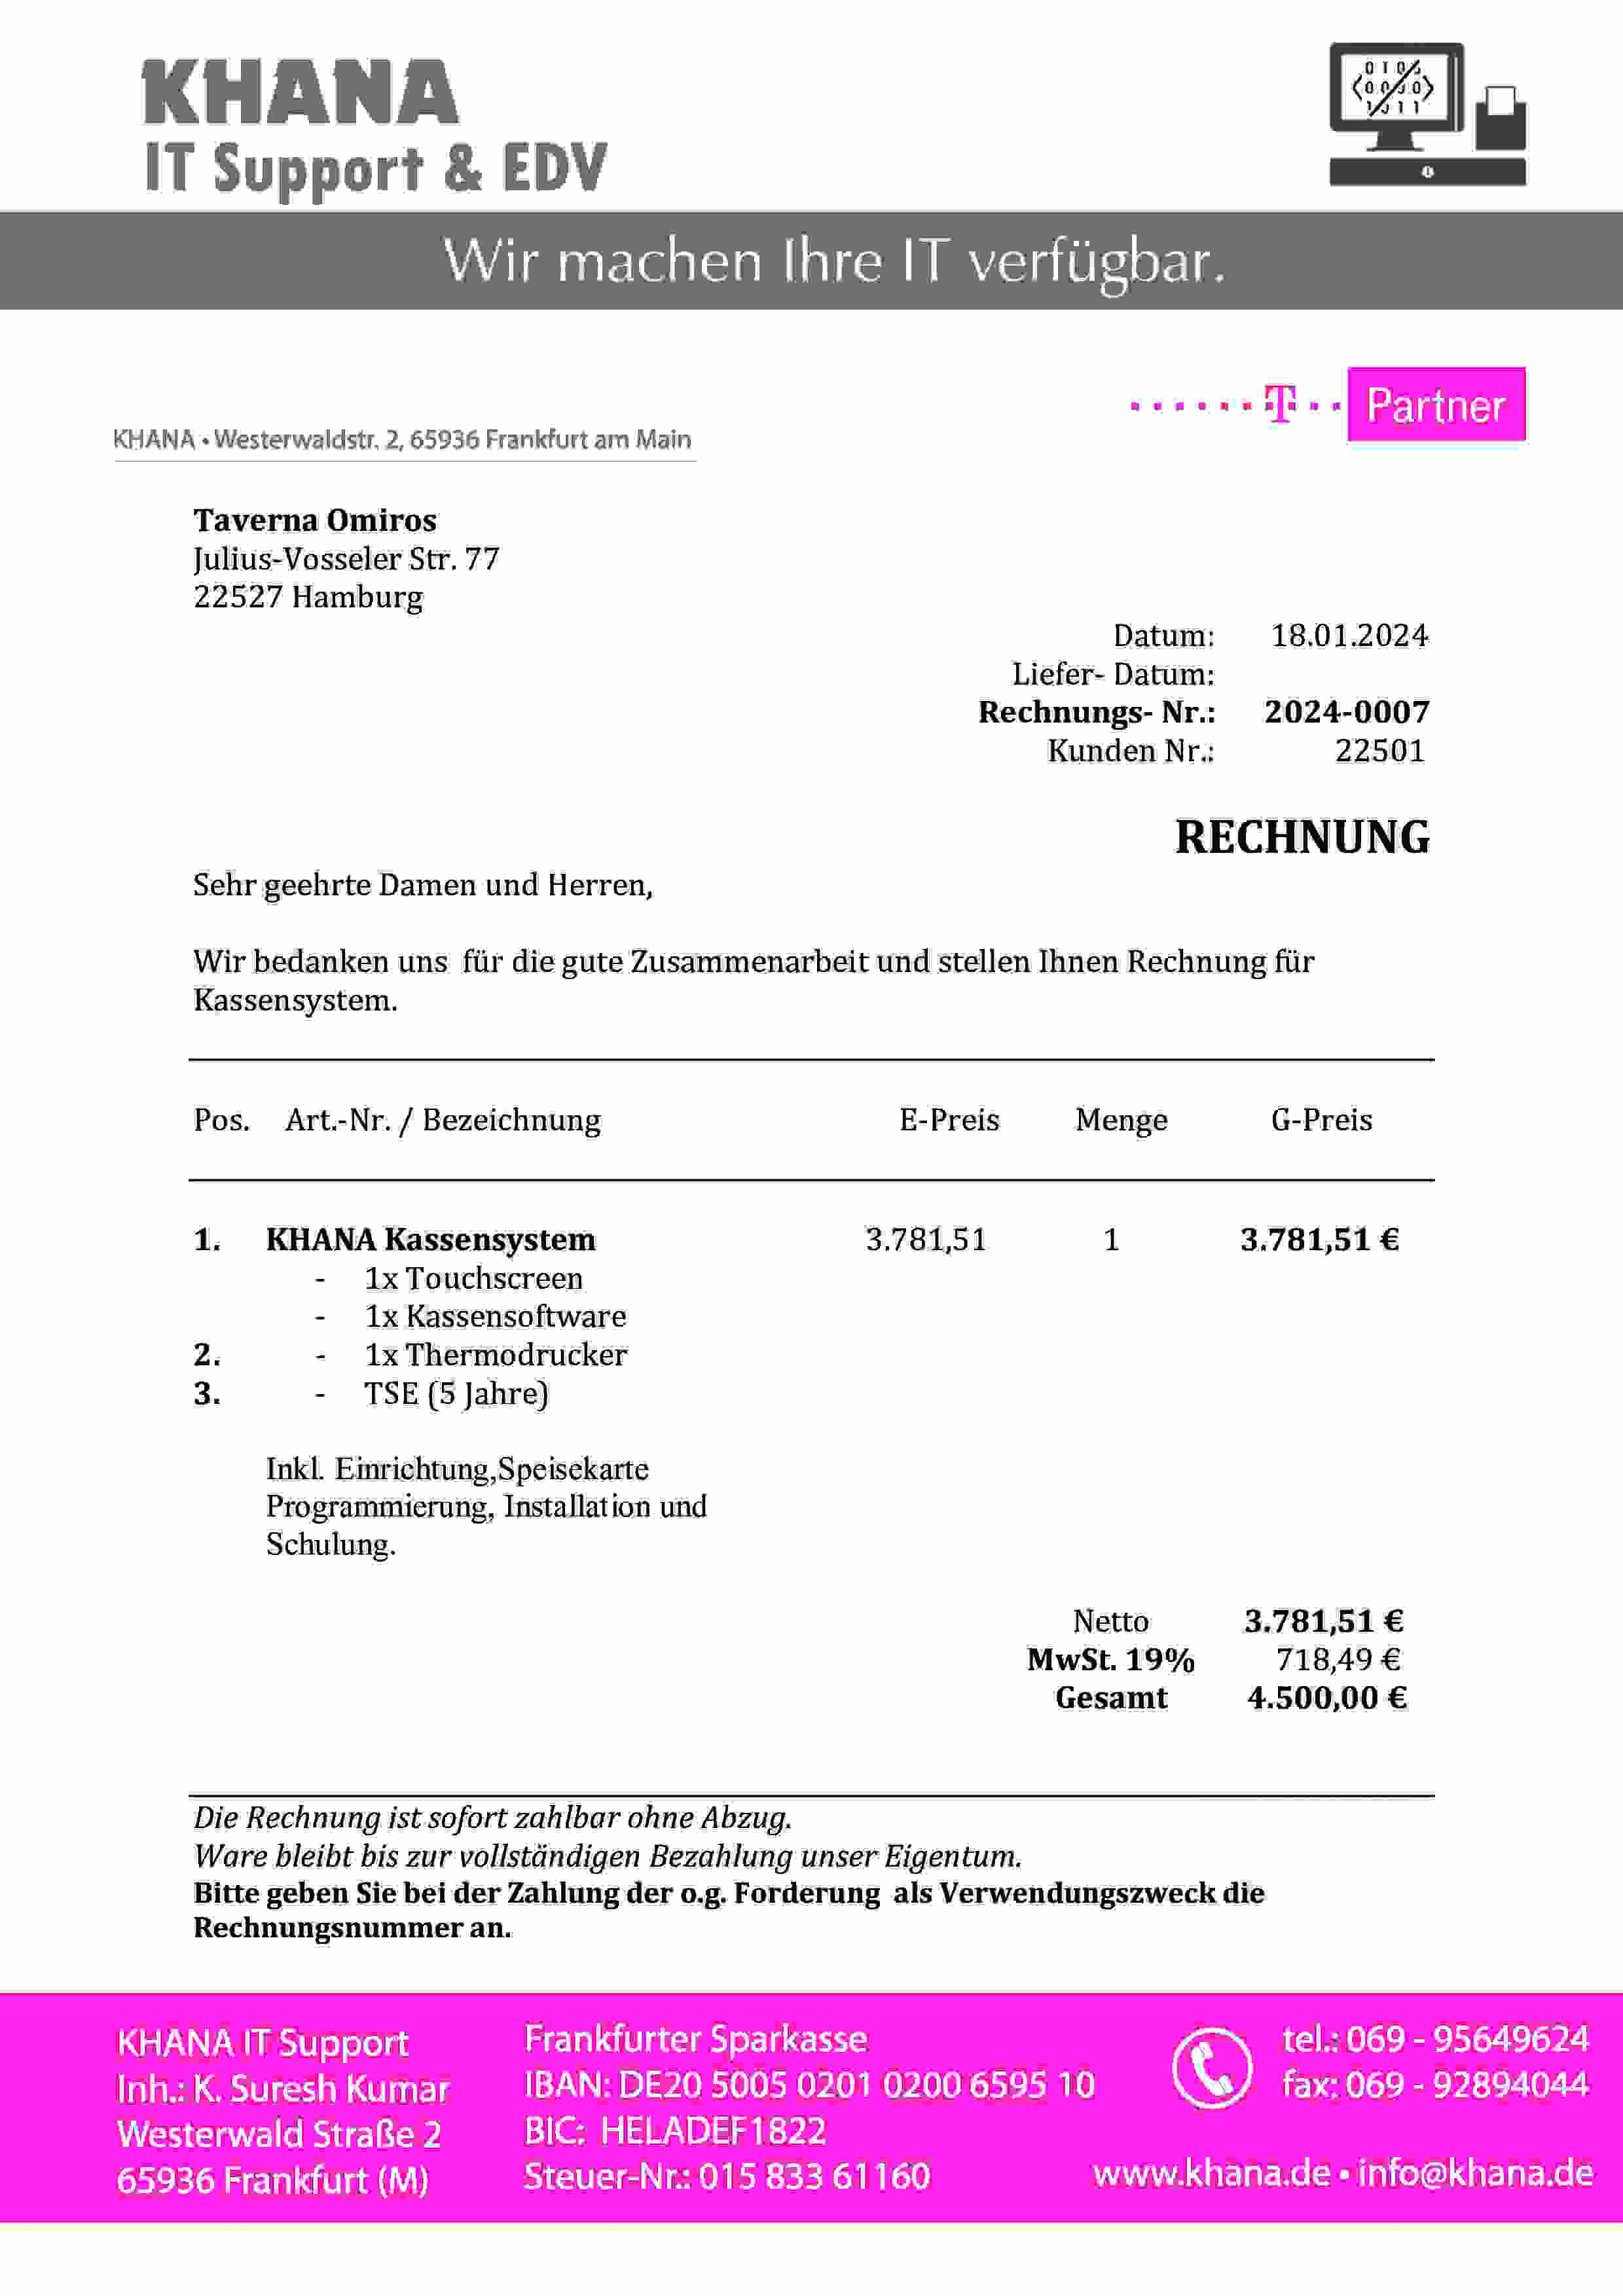 KHANA
IT Support & EDV
Wir machen Ihre IT verfügbar.
T Partner
KHANA • Westerwaldstr. 2, 65936 Frankfurt am Main
Taverna Omiros
Julius-Vosseler Str. 77
22527 Hamburg
Datum: 18.01.2024
Liefer- Datum:
Rechnungs- Nr.: 2024-0007
Kunden Nr.: 22501
RECHNUNG
Sehr geehrte Damen und Herren,
Wir bedanken uns für die gute Zusammenarbeit und stellen Ihnen Rechnung für
Kassensystem.
Pos. Art.-Nr. / Bezeichnung E-Preis Menge G-Preis
1. KHANA Kassensystem 3.781,51 1 3.781,51 €
- 1x Touchscreen
- 1x Kassensoftware
2. - 1x Thermodrucker
3. - TSE (5 Jahre)
Inkl. Einrichtung,Speisekarte
Programmierung, Installation und
Schulung.
Netto 3.781,51 €
MwSt. 19% 718,49 €
Gesamt 4.500,00 €
Die Rechnung ist sofort zahlbar ohne Abzug.
Ware bleibt bis zur vollständigen Bezahlung unser Eigentum.
Bitte geben Sie bei der Zahlung der o.g. Forderung als Verwendungszweck die
Rechnungsnummer an.
KHANA IT Support
Inh.: K. Suresh Kumar
Westerwald Straße 2
65936 Frankfurt (M)
Frankfurter Sparkasse
IBAN: DE20 5005 0201 0200 6595 10
BIC: HELADEF1822
Steuer-Nr.: 015 833 61160
tel.: 069 - 95649624
fax: 069 - 92894044
www.khana.de • info@khana.de